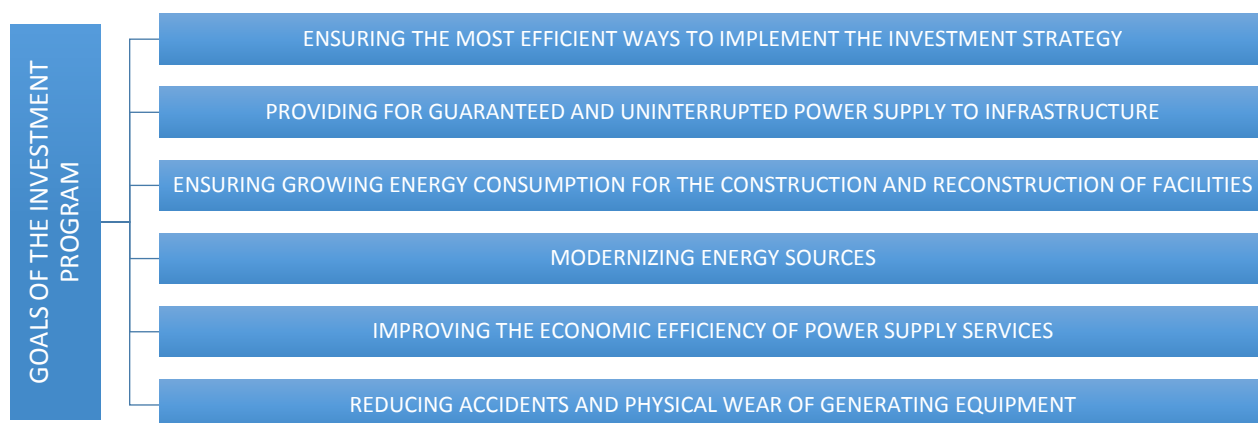 GOALS OF THE INVESTMENT
PROGRAM
ENSURING THE MOST EFFICIENT WAYS TO IMPLEMENT THE INVESTMENT STRATEGY
PROVIDING FOR GUARANTEED AND UNINTERRUPTED POWER SUPPLY TO INFRASTRUCTURE
ENSURING GROWING ENERGY CONSUMPTION FOR THE CONSTRUCTION AND RECONSTRUCTION OF FACILITIES
MODERNIZING ENERGY SOURCES
IMPROVING THE ECONOMIC EFFICIENCY OF POWER SUPPLY SERVICES
REDUCING ACCIDENTS AND PHYSICAL WEAR OF GENERATING EQUIPMENT